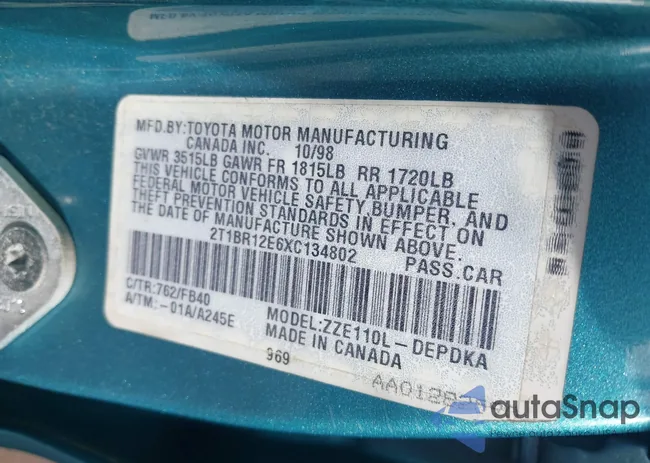 MFD.BY:TOYOTA MOTOR MANUFACTURING
CANADA INC. 10/98
GVWR 3515LB GAWR FR 1815LB RR 1720LB
THIS VEHICLE CONFORMS TO ALL APPLICABLE
FEDERAL MOTOR VEHICLE SAFETY, BUMPER, AND
THEFT PREVENTION STANDARDS IN EFFECT ON
THE DATE OF MANUFACTURE SHOWN ABOVE.
2T1BR12E6XC134802 PASS.CAR
C/TR:762/FB40
A/TM:-01A/A245E
MODEL:ZZE110L-DEPDKA
MADE IN CANADA
969
autaSnap